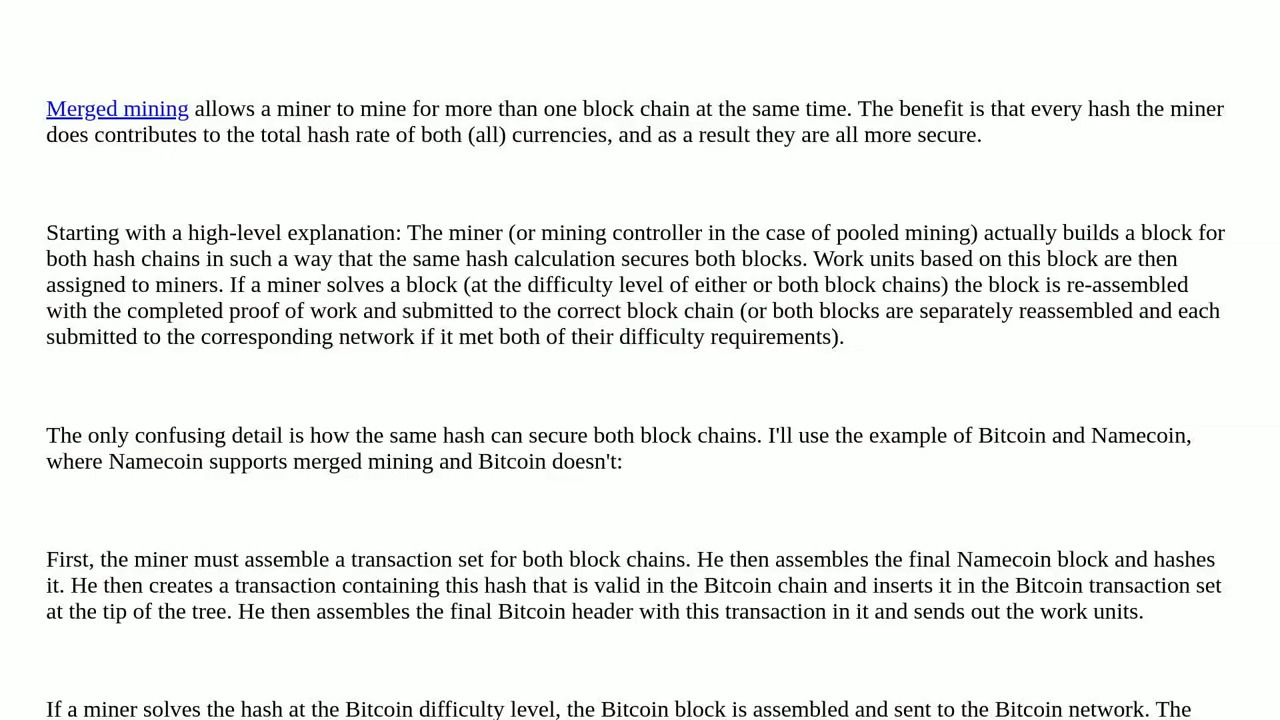 Merged mining allows a miner to mine for more than one block chain at the same time. The benefit is that every hash the miner
does contributes to the total hash rate of both (all) currencies, and as a result they are all more secure.
Starting with a high-level explanation: The miner (or mining controller in the case of pooled mining) actually builds a block for
both hash chains in such a way that the same hash calculation secures both blocks. Work units based on this block are then
assigned to miners. If a miner solves a block (at the difficulty level of either or both block chains) the block is re-assembled
with the completed proof of work and submitted to the correct block chain (or both blocks are separately reassembled and each
submitted to the corresponding network if it met both of their difficulty requirements).
The only confusing detail is how the same hash can secure both block chains. I'll use the example of Bitcoin and Namecoin,
where Namecoin supports merged mining and Bitcoin doesn't:
First, the miner must assemble a transaction set for both block chains. He then assembles the final Namecoin block and hashes
it. He then creates a transaction containing this hash that is valid in the Bitcoin chain and inserts it in the Bitcoin transaction set
at the tip of the tree. He then assembles the final Bitcoin header with this transaction in it and sends out the work units.
If a miner solves the hash at the Bitcoin difficulty level, the Bitcoin block is assembled and sent to the Bitcoin network. The